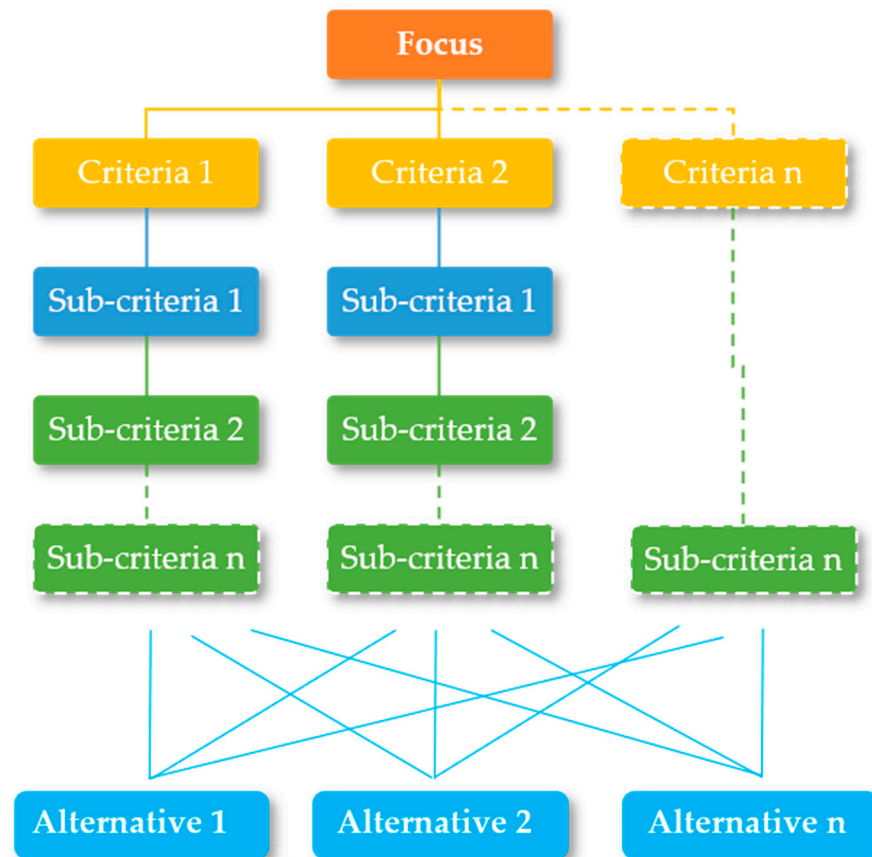 Focus
Criteria 1
Criteria 2
Criteria n
Sub-criteria 1
Sub-criteria 1
Sub-criteria 2
Sub-criteria 2
Sub-criteria n
Sub-criteria n
Sub-criteria n
Alternative 1
Alternative 2
Alternative n